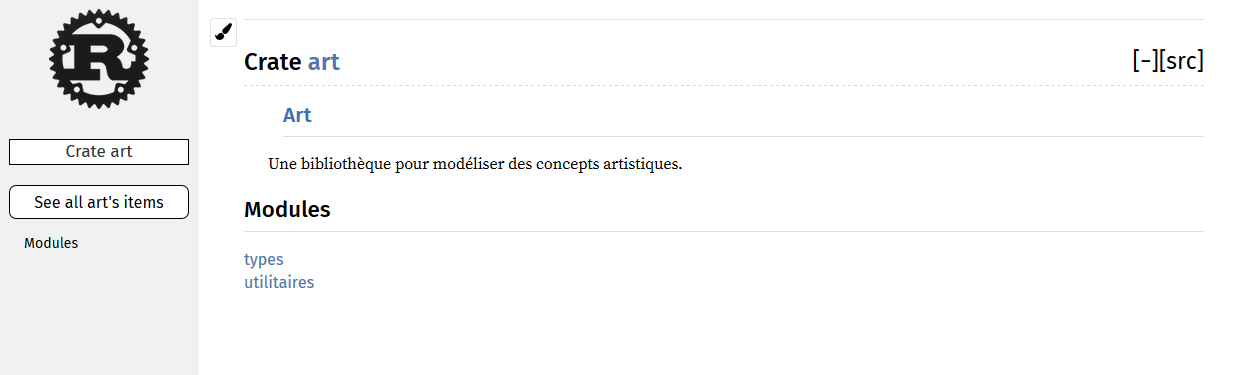 R
Crate art
See all art's items
Modules
Crate art
[-][src]
Art
Une bibliothèque pour modéliser des concepts artistiques.
Modules
types
utilitaires